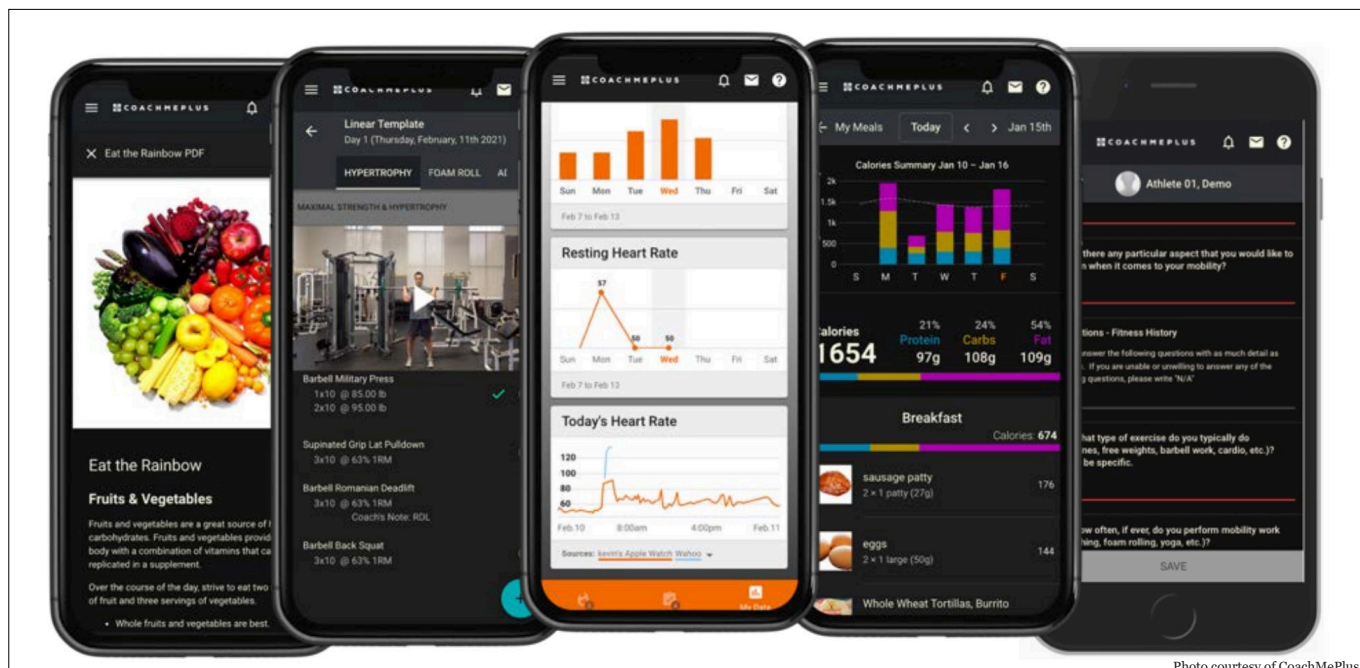 COACHMEPLUS
Eat the Rainbow PDF
Eat the Rainbow
Fruits & Vegetables
Fruits and vegetables are a great source of
carbohydrates. Fruits and vegetables provid
body with a combination of vitamins that ca
replicated in a supplement.
Over the course of the day, strive to eat two
of fruit and three servings of vegetables.
• Whole fruits and vegetables are best.
COACHMEPLUS
Linear Template
Day 1 (Thursday, February, 11th 2021)
HYPERTROPHY FOAM ROLL
MAXIMAL STRENGTH & HYPERTROPHY
Barbell Military Press
1x10 @ 85.00 lb
2x10 @ 95.00 lb
Supinated Grip Lat Pulldown
3x10 @ 63% 1RM
Barbell Romanian Deadlift
3x10 @ 63% 1RM
Coach's Note: RDL
Barbell Back Squat
3x10 @ 63% 1RM
+
COACHMEPLUS ?
Sun Mon Tue Wed Thu Fri Sat
Feb 7 to Feb 13
Resting Heart Rate
57
50 50
Sun Mon Tue Wed Thu Fri Sat
Feb 7 to Feb 13
Today's Heart Rate
120
100
80
60
Feb.10 8:00am 4:00pm Feb.11
Sources: kevin's Apple Watch Wahoo
My Data
COACHMEPLUS ?
My Meals Today < > Jan 15th
Calories Summary Jan 10 – Jan 16
2k
1.5k
1k
500
0
S M T W T F S
21% 24% 54%
Calories Protein Carbs Fat
1654 97g 108g 109g
Breakfast
Calories: 674
sausage patty 176
2 × 1 patty (27g)
eggs 144
2 × 1 large (50g)
Whole Wheat Tortillas, Burrito
COACHMEPLUS ?
Athlete 01, Demo
there any particular aspect that you would like to
n when it comes to your mobility?
tions - Fitness History
answer the following questions with as much detail as
If you are unable or unwilling to answer any of the
g questions, please write "N/A"
hat type of exercise do you typically do
nes, free weights, barbell work, cardio, etc.)?
be specific.
ow often, if ever, do you perform mobility work
hing, foam rolling, yoga, etc.)?
SAVE
Photo courtesy of CoachMePlus